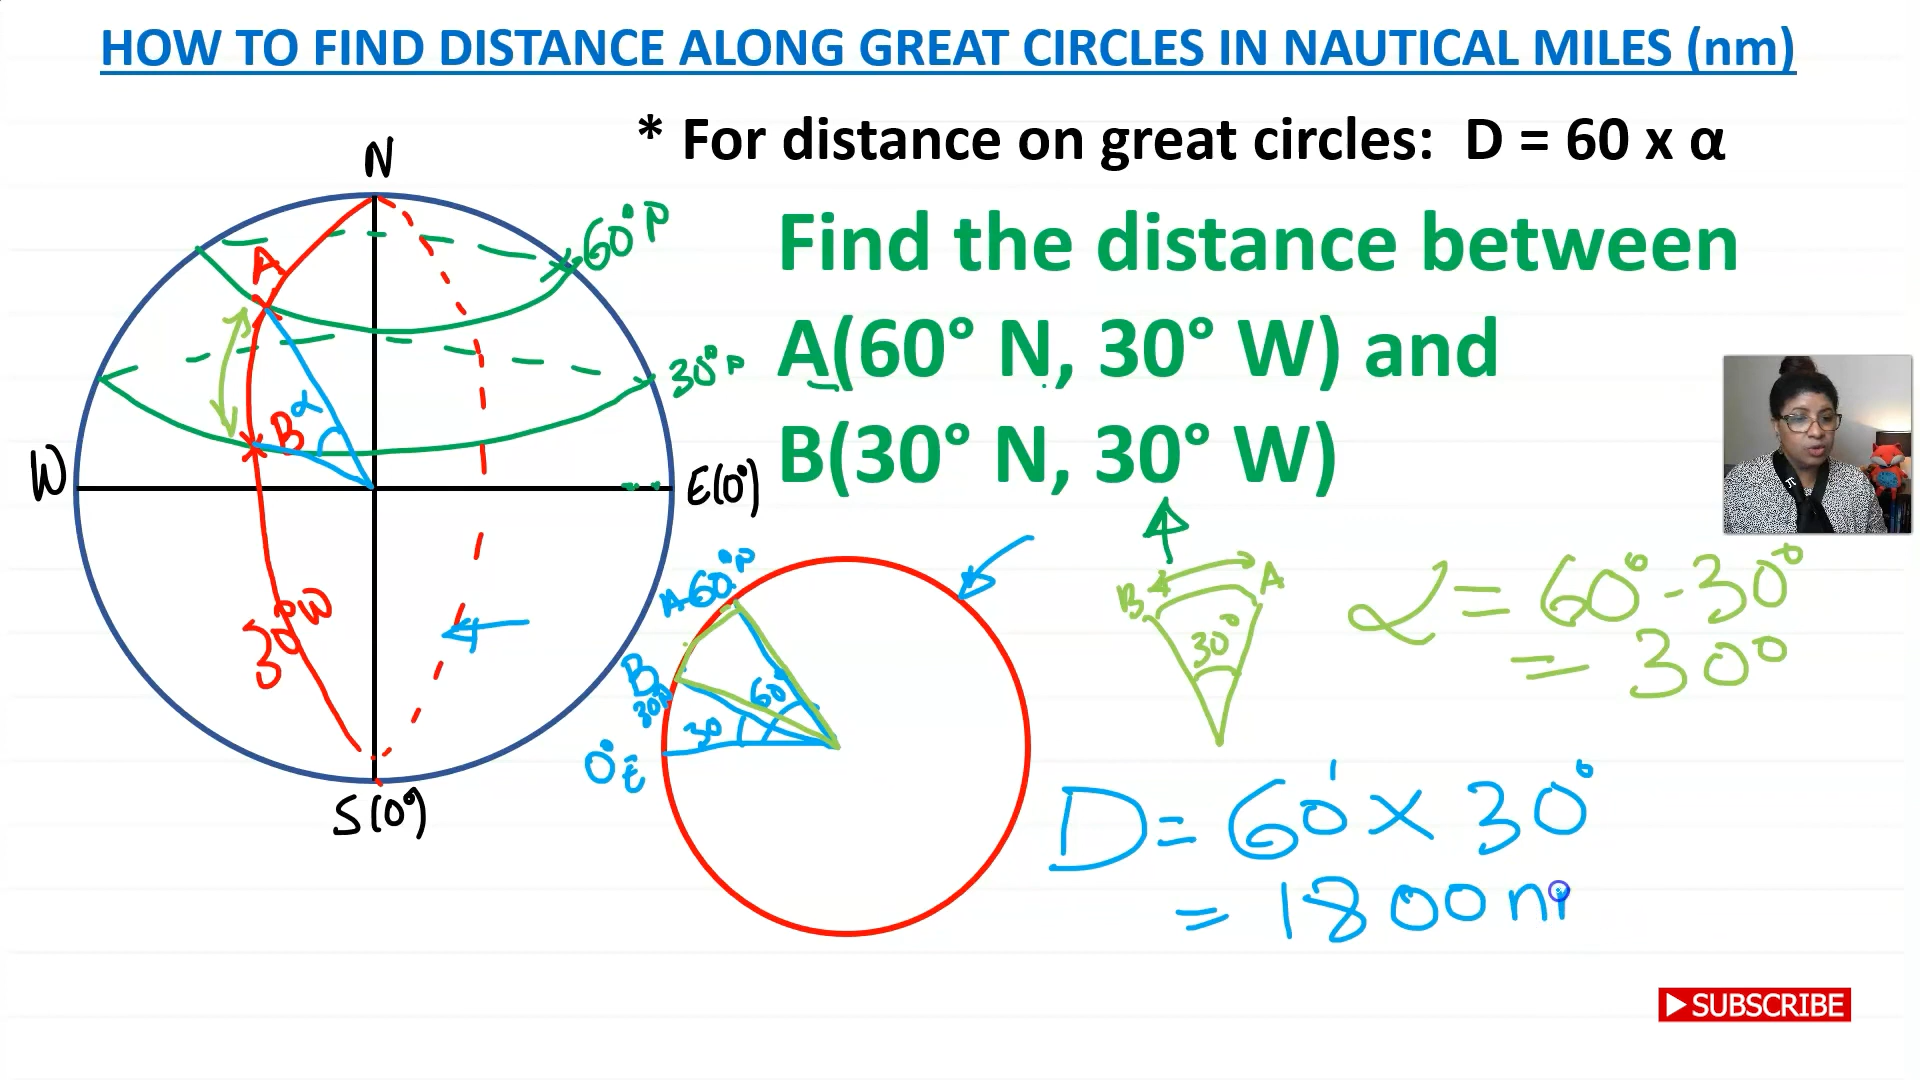 HOW TO FIND DISTANCE ALONG GREAT CIRCLES IN NAUTICAL MILES (nm)
* For distance on great circles: D = 60 x α
Find the distance between
A(60° N, 30° W) and
B(30° N, 30° W)
N
60°N
A
30°N
α
B
W
E(0°)
30°W
S(0°)
A 60°N
B
30°N
60
30
0°E
B A
30°
α = 60° - 30°
= 30°
D = 60' x 30°
= 1800 nm
π
SUBSCRIBE